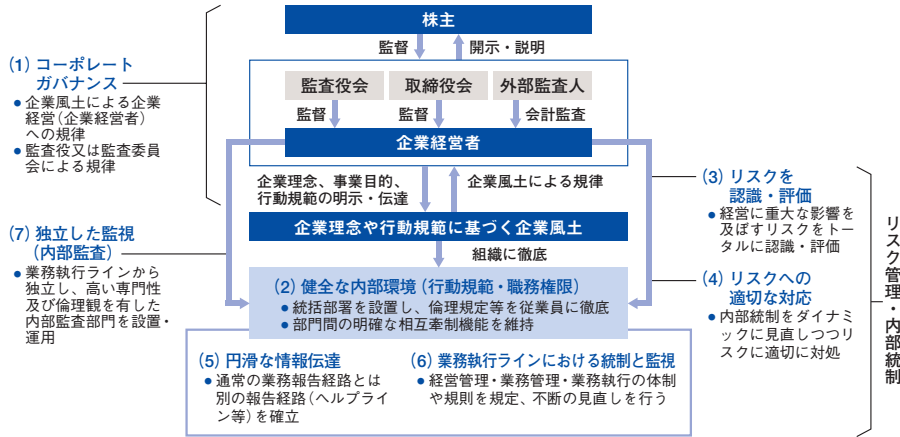 株主
監督
開示・説明
(1) コーポレート
ガバナンス
● 企業風土による企業
経営(企業経営者)
への規律
● 監査役又は監査委員
会による規律
監査役会
取締役会
外部監査人
監督
監督
会計監査
企業経営者
企業理念、事業目的、
行動規範の明示・伝達
企業風土による規律
企業理念や行動規範に基づく企業風土
組織に徹底
(2) 健全な内部環境(行動規範・職務権限)
● 統括部署を設置し、倫理規定等を従業員に徹底
● 部門間の明確な相互牽制機能を維持
(3) リスクを
認識・評価
● 経営に重大な影響を
及ぼすリスクをトー
タルに認識・評価
(4) リスクへの
適切な対応
● 内部統制をダイナミ
ックに見直しつつリ
スクに適切に対処
リスク管理・内部統制
(7) 独立した監視
(内部監査)
● 業務執行ラインから
独立し、高い専門性
及び倫理観を有した
内部監査部門を設置・
運用
(5) 円滑な情報伝達
● 通常の業務報告経路とは
別の報告経路(ヘルプライ
ン等)を確立
(6) 業務執行ラインにおける統制と監視
● 経営管理・業務管理・業務執行の体制
や規則を規定、不断の見直しを行う